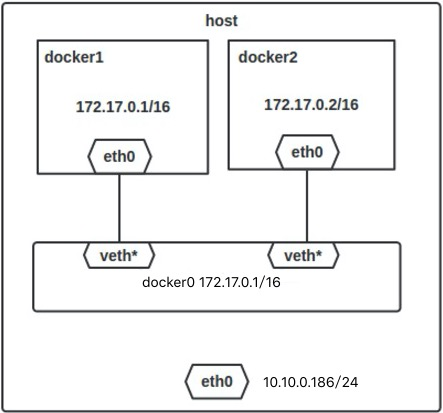 host
docker1
docker2
172.17.0.1/16
172.17.0.2/16
eth0
eth0
veth*
veth*
docker0 172.17.0.1/16
eth0
10.10.0.186/24